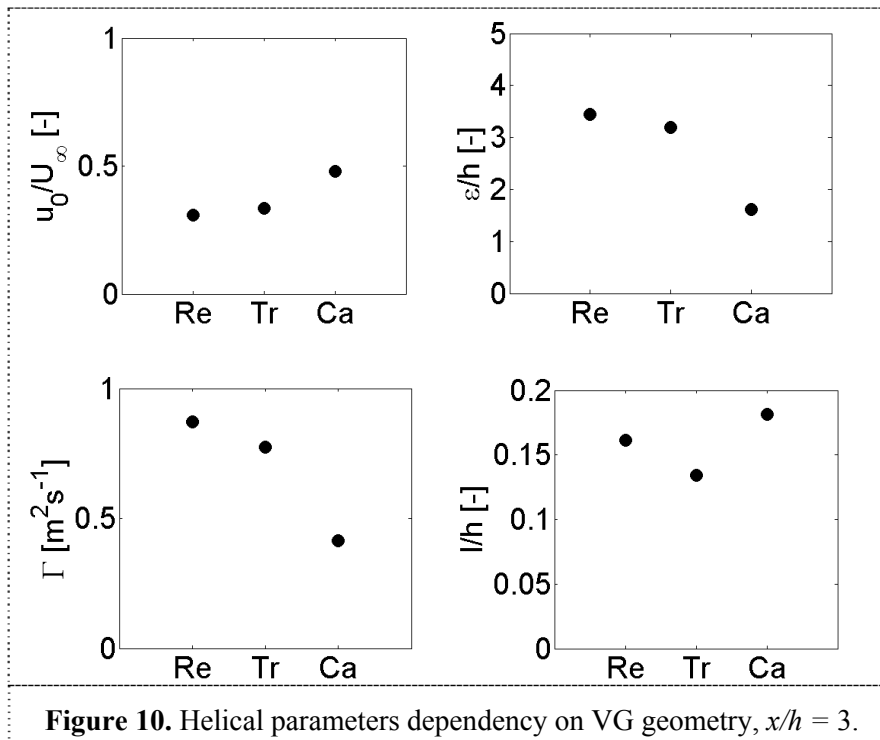 1
0.5
0
u₀/U∞ [-]
Re Tr Ca
5
4
3
2
1
0
ε/h [-]
Re Tr Ca
1
0.5
0
Γ [m²s⁻¹]
Re Tr Ca
0.2
0.15
0.1
0.05
0
l/h [-]
Re Tr Ca
Figure 10. Helical parameters dependency on VG geometry, x/h = 3.